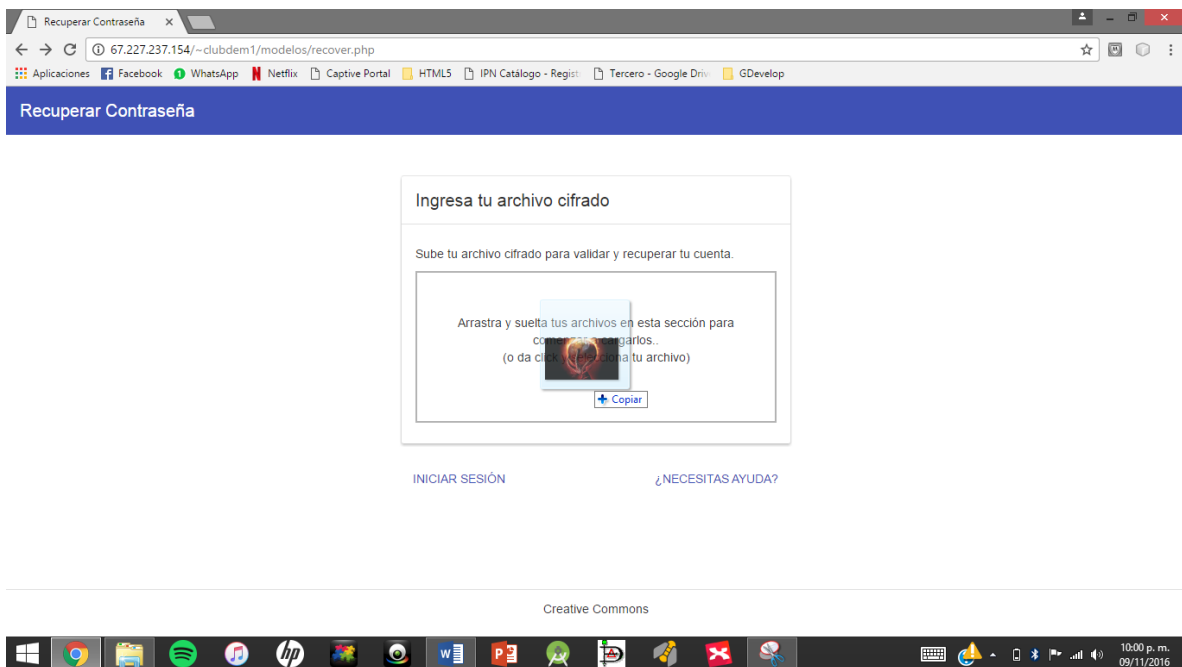 Recuperar Contraseña
67.227.237.154/~clubdem1/modelos/recover.php
Aplicaciones Facebook WhatsApp Netflix Captive Portal HTML5 IPN Catálogo - Regist Tercero - Google Driv GDevelop
Recuperar Contraseña
Ingresa tu archivo cifrado
Sube tu archivo cifrado para validar y recuperar tu cuenta.
Arrastra y suelta tus archivos en esta sección para
cargarlos..
(o da click selecciona tu archivo)
Copiar
INICIAR SESIÓN ¿NECESITAS AYUDA?
Creative Commons
10:00 p. m.
09/11/2016